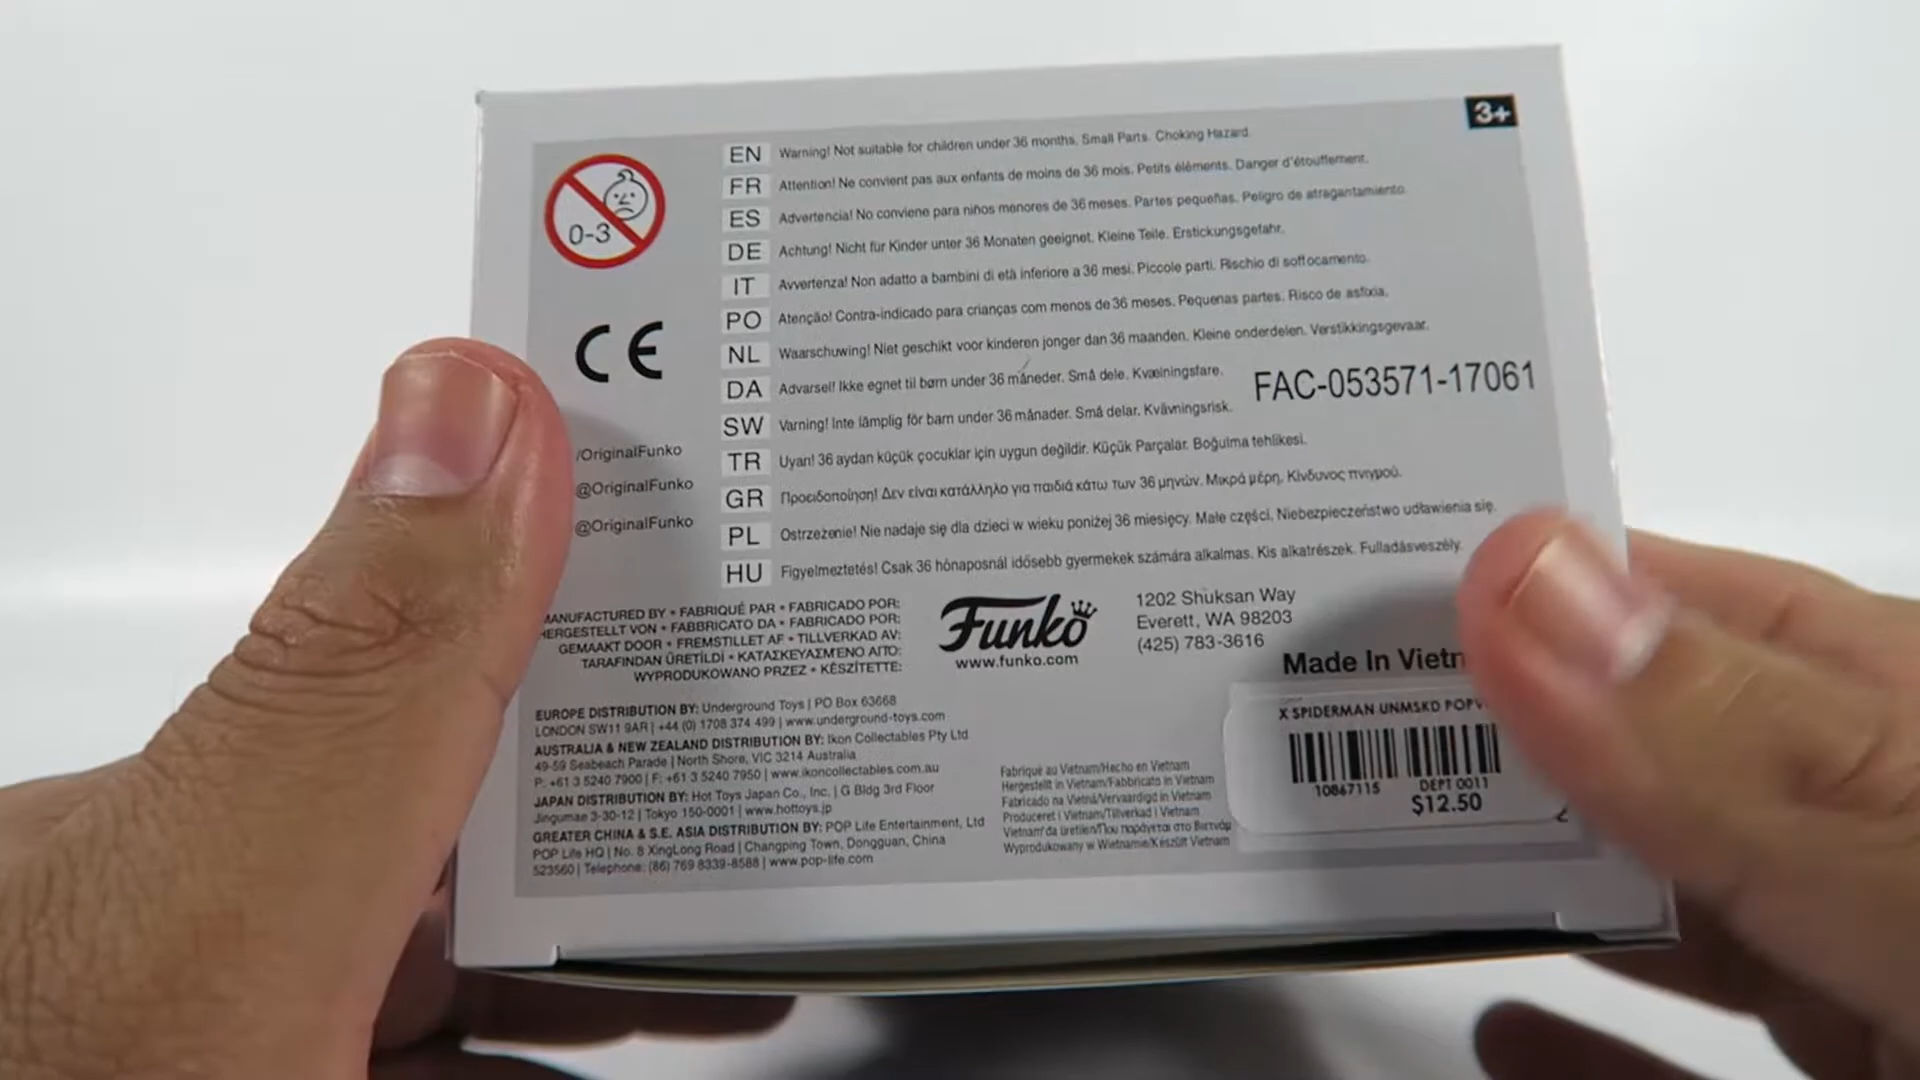 3+
0-3
EN Warning! Not suitable for children under 36 months. Small Parts. Choking Hazard.
FR Attention! Ne convient pas aux enfants de moins de 36 mois. Petits éléments. Danger d'étouffement.
ES Advertencia! No conviene para niños menores de 36 meses. Partes pequeñas. Peligro de atragantamiento.
DE Achtung! Nicht für Kinder unter 36 Monaten geeignet. Kleine Teile. Erstickungsgefahr.
IT Avvertenza! Non adatto a bambini di età inferiore a 36 mesi. Piccole parti. Rischio di soffocamento.
PO Atenção! Contra-indicado para crianças com menos de 36 meses. Pequenas partes. Risco de asfixia.
NL Waarschuwing! Niet geschikt voor kinderen jonger dan 36 maanden. Kleine onderdelen. Verstikkingsgevaar.
DA Advarsel! Ikke egnet til børn under 36 måneder. Små dele. Kvælningsfare.
SW Varning! Inte lämplig för barn under 36 månader. Små delar. Kvävningsrisk.
TR Uyarı! 36 aydan küçük çocuklar için uygun değildir. Küçük Parçalar. Boğulma tehlikesi.
GR Προειδοποίηση! Δεν είναι κατάλληλο για παιδιά κάτω των 36 μηνών. Μικρά μέρη. Κίνδυνος πνιγμού.
PL Ostrzeżenie! Nie nadaje się dla dzieci w wieku poniżej 36 miesięcy. Małe części. Niebezpieczeństwo udławienia się.
HU Figyelmeztetés! Csak 36 hónaposnál idősebb gyermekek számára alkalmas. Kis alkatrészek. Fulladásveszély.
CE
FAC-053571-17061
/OriginalFunko
@OriginalFunko
@OriginalFunko
MANUFACTURED BY • FABRIQUÉ PAR • FABRICADO POR:
HERGESTELLT VON • FABBRICATO DA • FABRICADO POR:
GEMAAKT DOOR • FREMSTILLET AF • TILLVERKAD AV:
TARAFINDAN ÜRETİLDİ • ΚΑΤΑΣΚΕΥΑΣΜΈΝΟ ΑΠΌ:
WYPRODUKOWANO PRZEZ • KÉSZÍTETTE:
Funko
www.funko.com
1202 Shuksan Way
Everett, WA 98203
(425) 783-3616
Made In Vietn
EUROPE DISTRIBUTION BY: Underground Toys | PO Box 63668
LONDON SW11 9AR | +44 (0) 1708 374 499 | www.underground-toys.com
AUSTRALIA & NEW ZEALAND DISTRIBUTION BY: Ikon Collectables Pty Ltd
49-59 Seabeach Parade | North Shore, VIC 3214 Australia
P: +61 3 5240 7900 | F: +61 3 5240 7950 | www.ikoncollectables.com.au
JAPAN DISTRIBUTION BY: Hot Toys Japan Co., Inc. | G Bldg 3rd Floor
Jingumae 3-30-12 | Tokyo 150-0001 | www.hottoys.jp
GREATER CHINA & S.E. ASIA DISTRIBUTION BY: POP Life Entertainment, Ltd
POP Life HQ | No. 8 XingLong Road | Changping Town, Dongguan, China
523560 | Telephone: (86) 769 8339-8588 | www.pop-life.com
Fabriqué au Vietnam/Hecho en Vietnam
Hergestellt in Vietnam/Fabbricato in Vietnam
Fabricado na Vietnã/Vervaardigd in Vietnam
Produceret i Vietnam/Tillverkad i Vietnam
Vietnam'da üretilen/Που παράγεται στο Βιετνάμ
Wyprodukowany w Wietnamie/Készült Vietnam
X SPIDERMAN UNMSKD POPV
10867115 DEPT 0011
$12.50